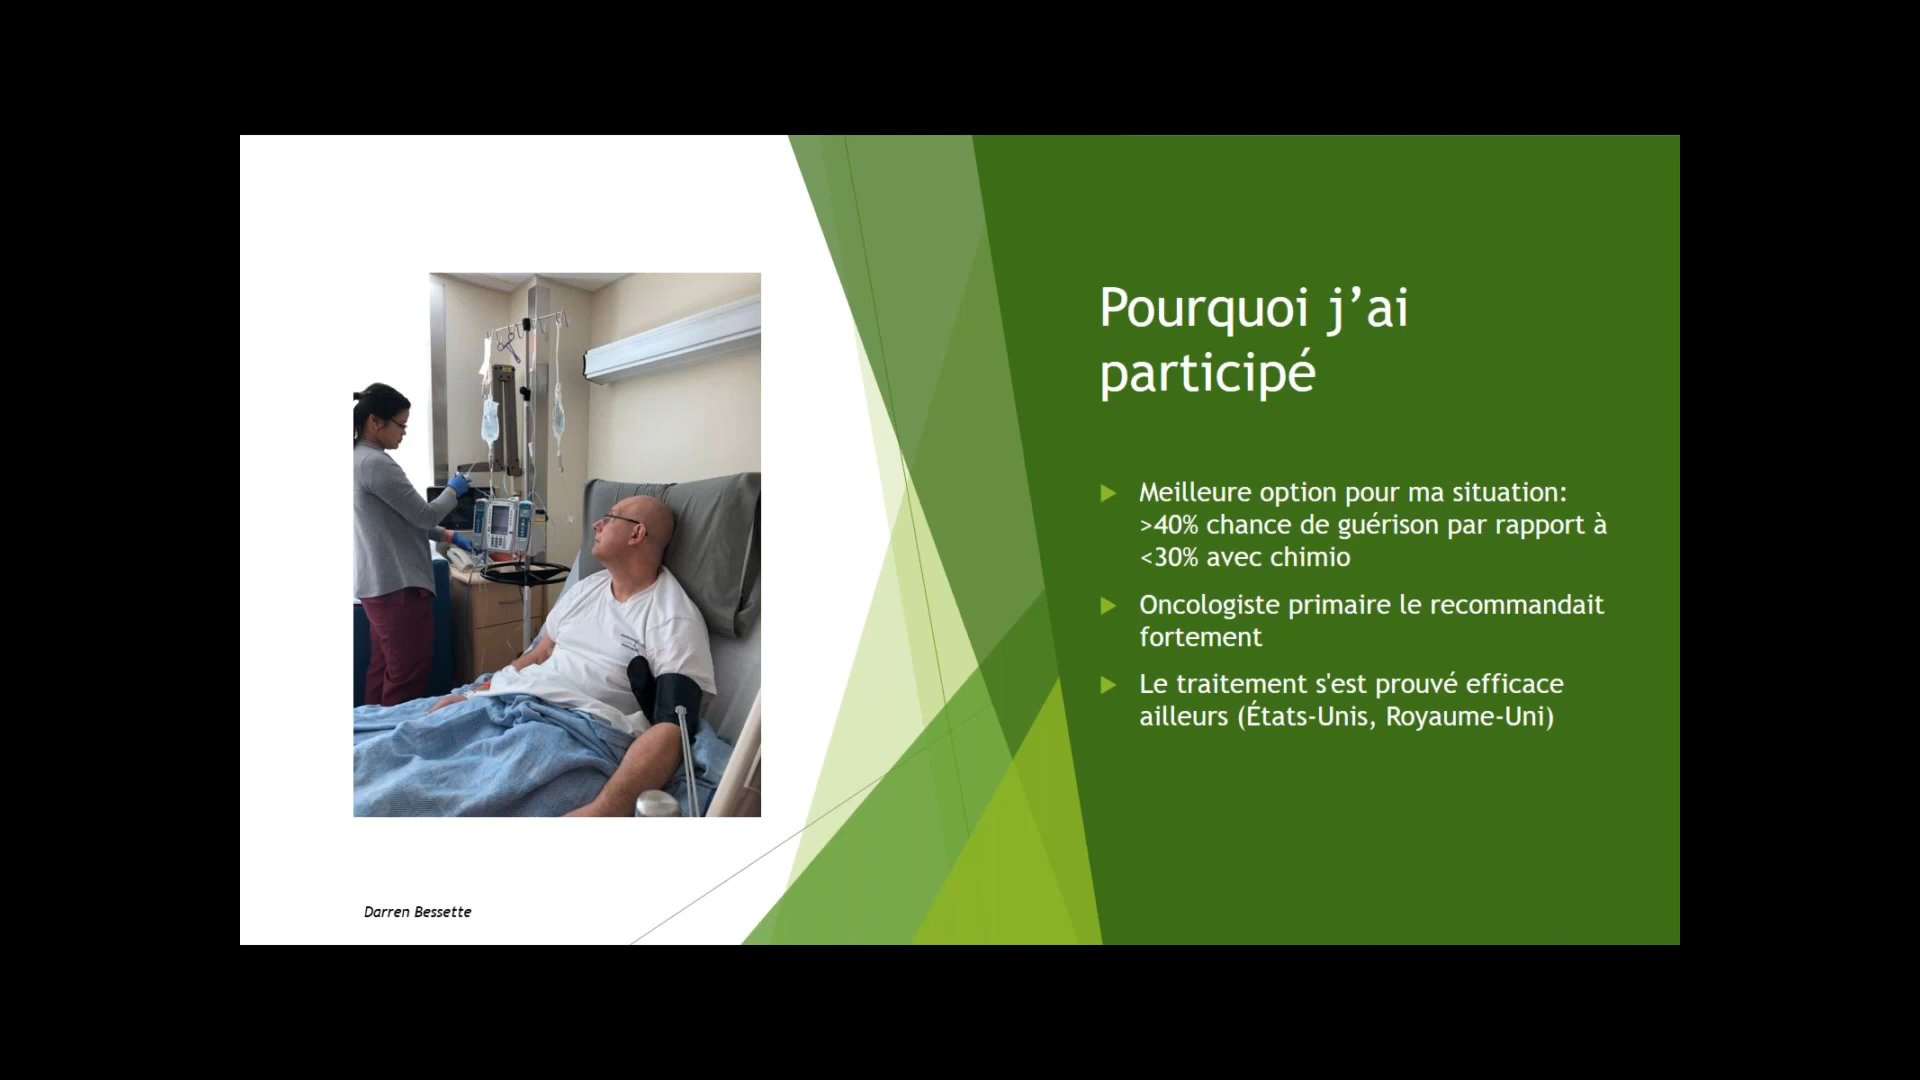 Pourquoi j’ai
participé
Meilleure option pour ma situation:
>40% chance de guérison par rapport à
<30% avec chimio
Oncologiste primaire le recommandait
fortement
Le traitement s'est prouvé efficace
ailleurs (États-Unis, Royaume-Uni)
Darren Bessette